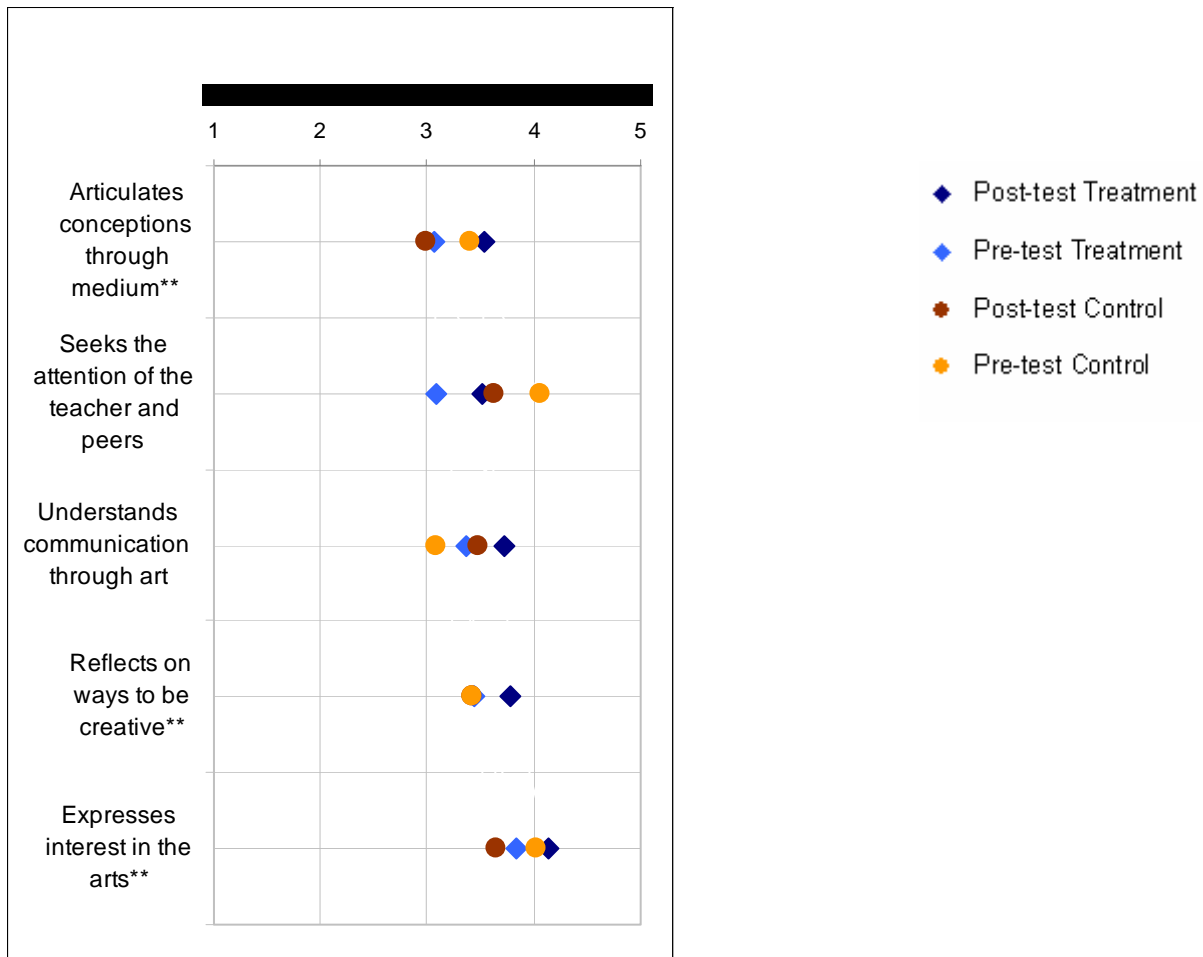 1 2 3 4 5
Articulates
conceptions
through
medium**
Seeks the
attention of the
teacher and
peers
Understands
communication
through art
Reflects on
ways to be
creative**
Expresses
interest in the
arts**
Post-test Treatment
Pre-test Treatment
Post-test Control
Pre-test Control